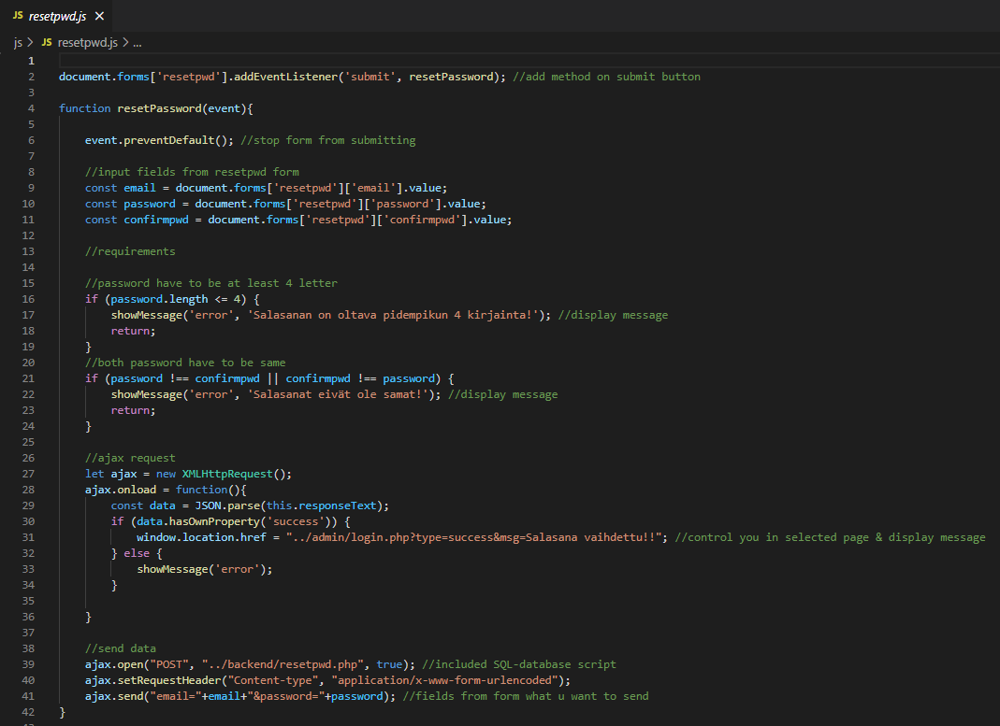 JS resetpwd.js ×
js > JS resetpwd.js > ...
1
2 document.forms['resetpwd'].addEventListener('submit', resetPassword); //add method on submit button
3
4 function resetPassword(event){
5
6 event.preventDefault(); //stop form from submitting
7
8 //input fields from resetpwd form
9 const email = document.forms['resetpwd']['email'].value;
10 const password = document.forms['resetpwd']['password'].value;
11 const confirmpwd = document.forms['resetpwd']['confirmpwd'].value;
12
13 //requirements
14
15 //password have to be at least 4 letter
16 if (password.length <= 4) {
17 showMessage('error', 'Salasanan on oltava pidempikun 4 kirjainta!'); //display message
18 return;
19 }
20 //both password have to be same
21 if (password !== confirmpwd || confirmpwd !== password) {
22 showMessage('error', 'Salasanat eivät ole samat!'); //display message
23 return;
24 }
25
26 //ajax request
27 let ajax = new XMLHttpRequest();
28 ajax.onload = function(){
29 const data = JSON.parse(this.responseText);
30 if (data.hasOwnProperty('success')) {
31 window.location.href = "../admin/login.php?type=success&msg=Salasana vaihdettu!!"; //control you in selected page & display message
32 } else {
33 showMessage('error');
34 }
35
36 }
37
38 //send data
39 ajax.open("POST", "../backend/resetpwd.php", true); //included SQL-database script
40 ajax.setRequestHeader("Content-type", "application/x-www-form-urlencoded");
41 ajax.send("email="+email+"&password="+password); //fields from form what u want to send
42 }